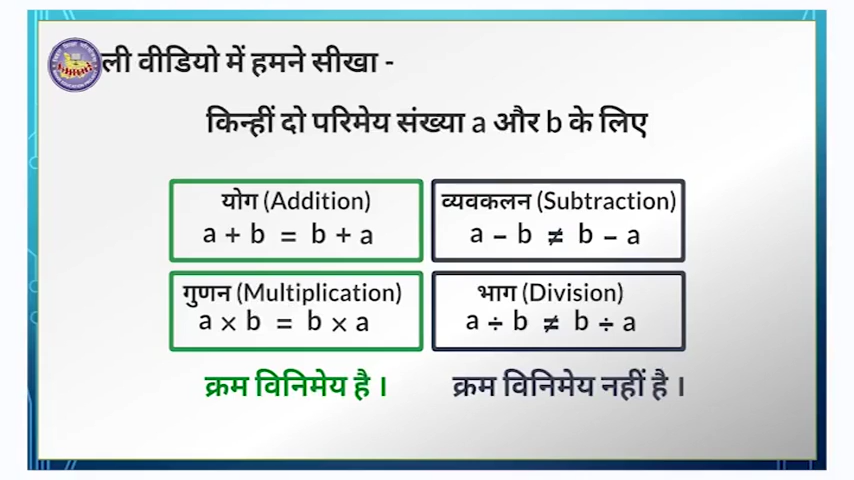 ली वीडियो में हमने सीखा -
किन्हीं दो परिमेय संख्या a और b के लिए
योग (Addition)
a + b = b + a
व्यवकलन (Subtraction)
a − b ≠ b − a
गुणन (Multiplication)
a × b = b × a
भाग (Division)
a ÷ b ≠ b ÷ a
क्रम विनिमेय है ।
क्रम विनिमेय नहीं है ।